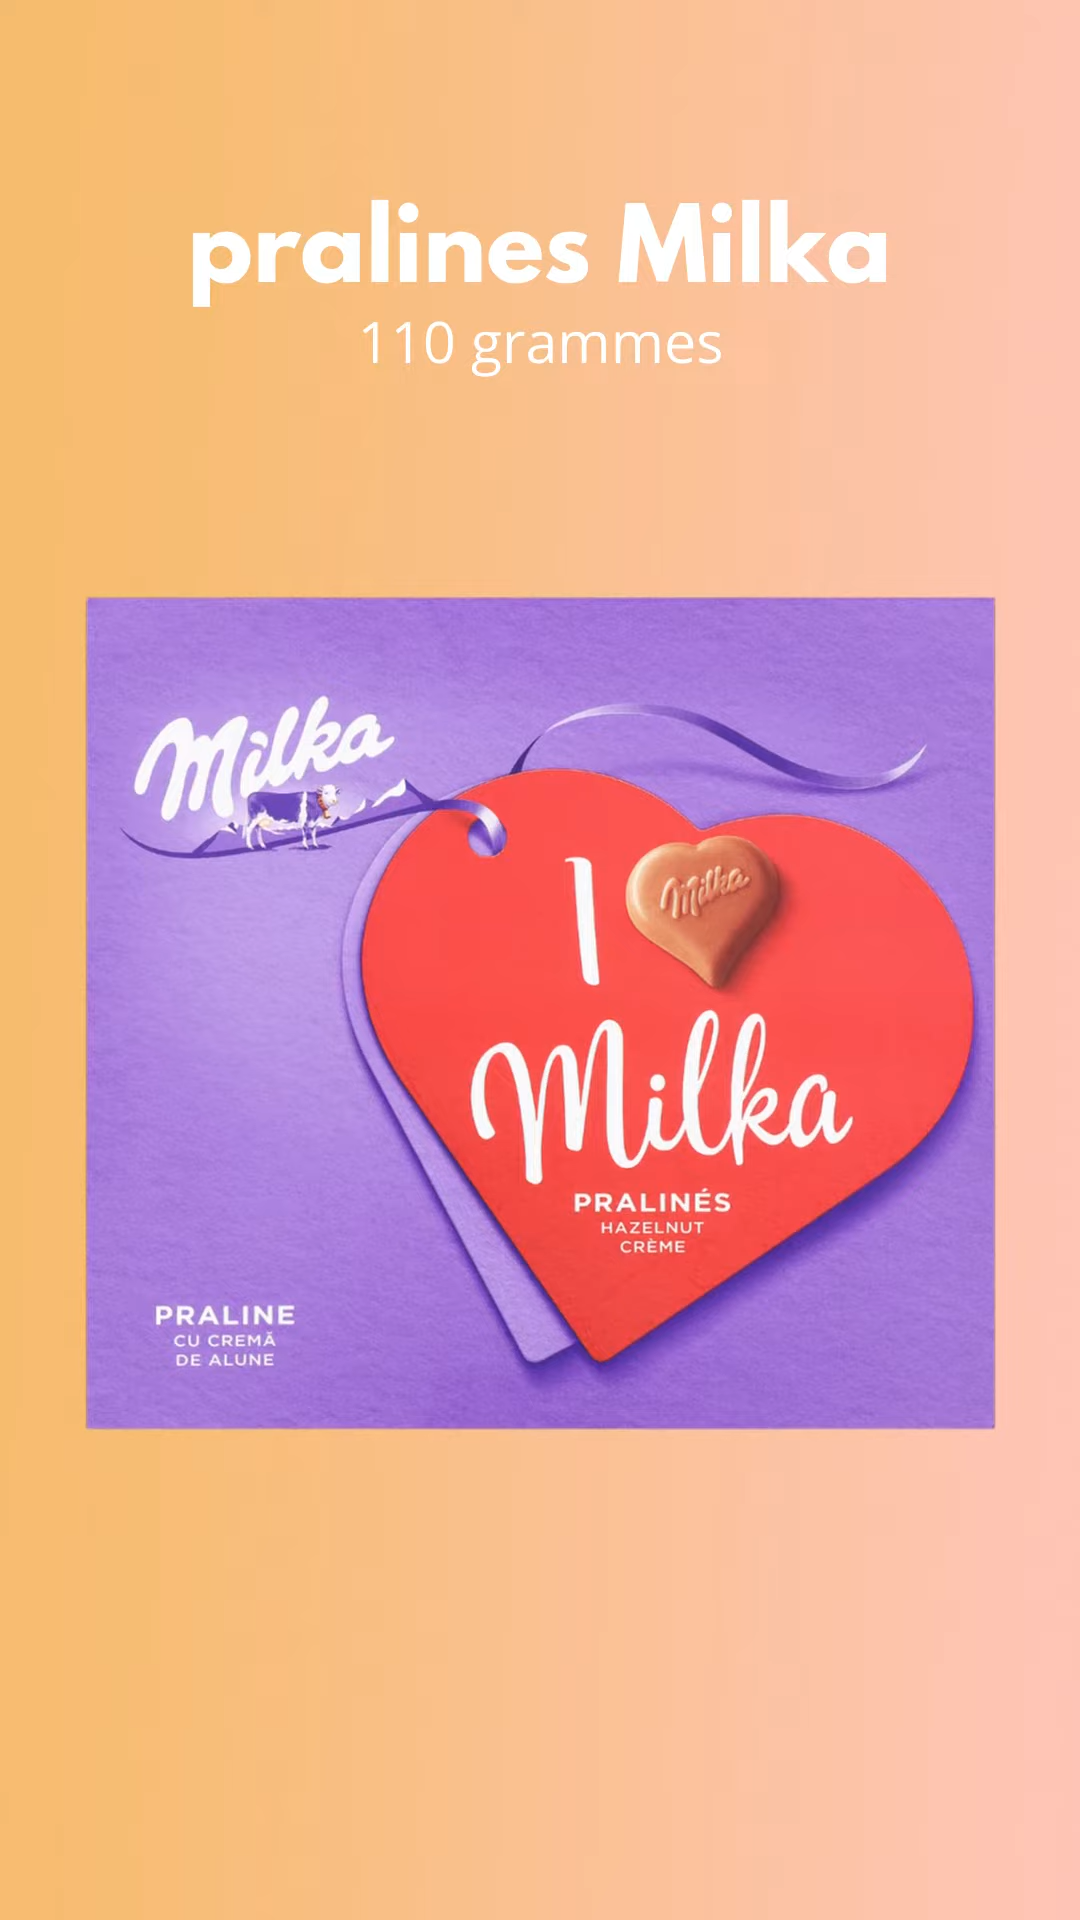 pralines Milka
110 grammes
Milka
I
Milka
Milka
PRALINÉS
HAZELNUT
CRÈME
PRALINE
CU CREMĂ
DE ALUNE